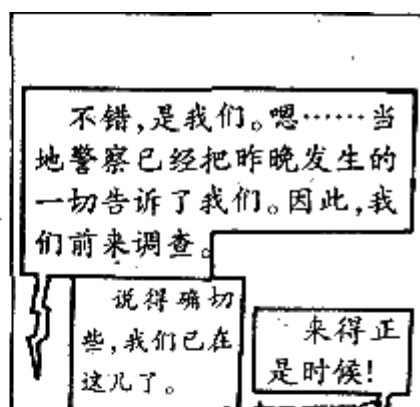 不错,是我们。嗯……当
地警察已经把昨晚发生的
一切告诉了我们。因此,我
们前来调查。
说得确切
些,我们已在
这儿了。
来得正
是时候!